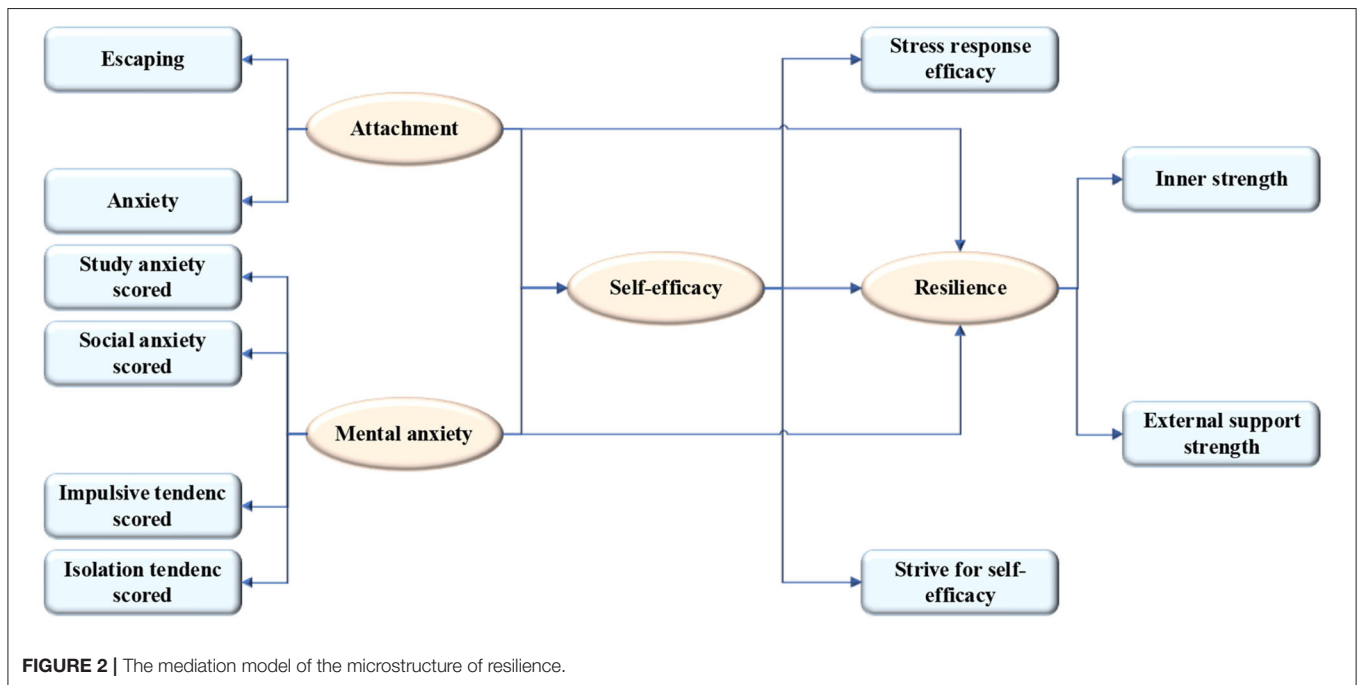 Escaping
Stress response
efficacy
Attachment
Anxiety
Inner strength
Study anxiety
scored
Self-efficacy
Resilience
Social anxiety
scored
Mental anxiety
External support
strength
Impulsive tendenc
scored
Isolation tendenc
scored
Strive for self-
efficacy
FIGURE 2 | The mediation model of the microstructure of resilience.